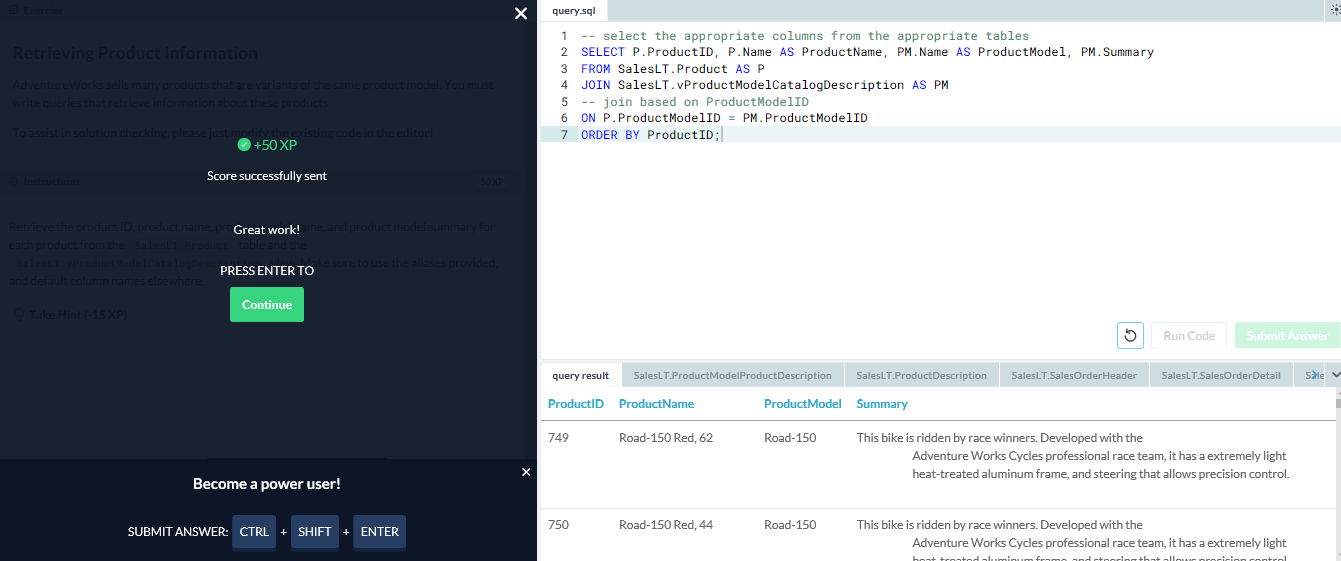 Exercise
Retrieving Product Information
AdventureWorks sells many products that are variants of the same product model. You must
write queries that retrieve information about these products
To assist in solution checking, please just modify the existing code in the editor!
+50 XP
Score successfully sent
Instructions
50 XP
Great work!
Retrieve the product ID, product name, and product model summary for
each product from the SalesLT.Product table and the
Make sure to use the aliases provided,
and default column names elsewhere.
PRESS ENTER TO
Continue
Take Hint (-15 XP)
Become a power user!
SUBMIT ANSWER: CTRL + SHIFT + ENTER
query.sql
1 -- select the appropriate columns from the appropriate tables
2 SELECT P.ProductID, P.Name AS ProductName, PM.Name AS ProductModel, PM.Summary
3 FROM SalesLT.Product AS P
4 JOIN SalesLT.vProductModelCatalogDescription AS PM
5 -- join based on ProductModelID
6 ON P.ProductModelID = PM.ProductModelID
7 ORDER BY ProductID;
Run Code
Submit Answer
query result SalesLT.ProductModelProductDescription SalesLT.ProductDescription SalesLT.SalesOrderHeader SalesLT.SalesOrderDetail
ProductID ProductName ProductModel Summary
749 Road-150 Red, 62 Road-150 This bike is ridden by race winners. Developed with the
Adventure Works Cycles professional race team, it has a extremely light
heat-treated aluminum frame, and steering that allows precision control.
750 Road-150 Red, 44 Road-150 This bike is ridden by race winners. Developed with the
Adventure Works Cycles professional race team, it has a extremely light
heat-treated aluminum frame, and steering that allows precision control.